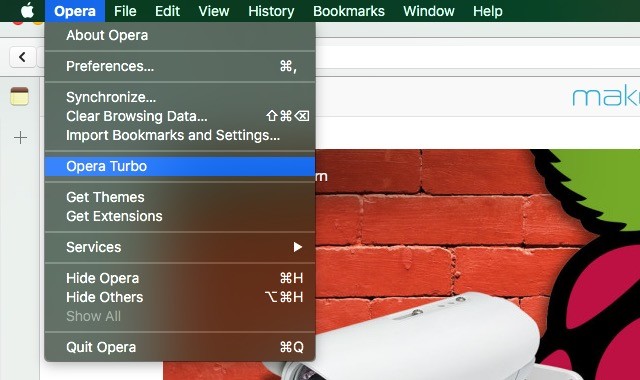 Opera File Edit View History Bookmarks Window Help
About Opera
Preferences... ⌘,
Synchronize...
Clear Browsing Data... ⇧⌘⌫
Import Bookmarks and Settings...
Opera Turbo
Get Themes
Get Extensions
Services ▶
Hide Opera ⌘H
Hide Others ⌥⌘H
Show All
Quit Opera ⌘Q